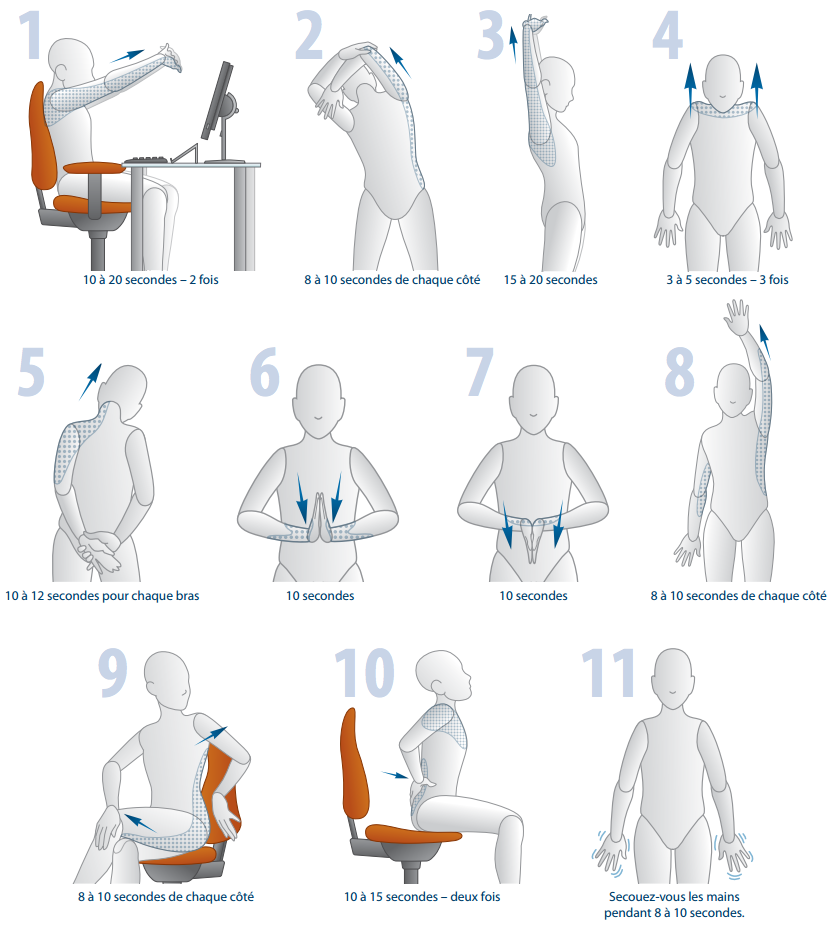 1
2
3
4
10 à 20 secondes – 2 fois
8 à 10 secondes de chaque côté
15 à 20 secondes
3 à 5 secondes – 3 fois
5
6
7
8
10 à 12 secondes pour chaque bras
10 secondes
10 secondes
8 à 10 secondes de chaque côté
9
10
11
8 à 10 secondes de chaque côté
10 à 15 secondes – deux fois
Secouez-vous les mains
pendant 8 à 10 secondes.